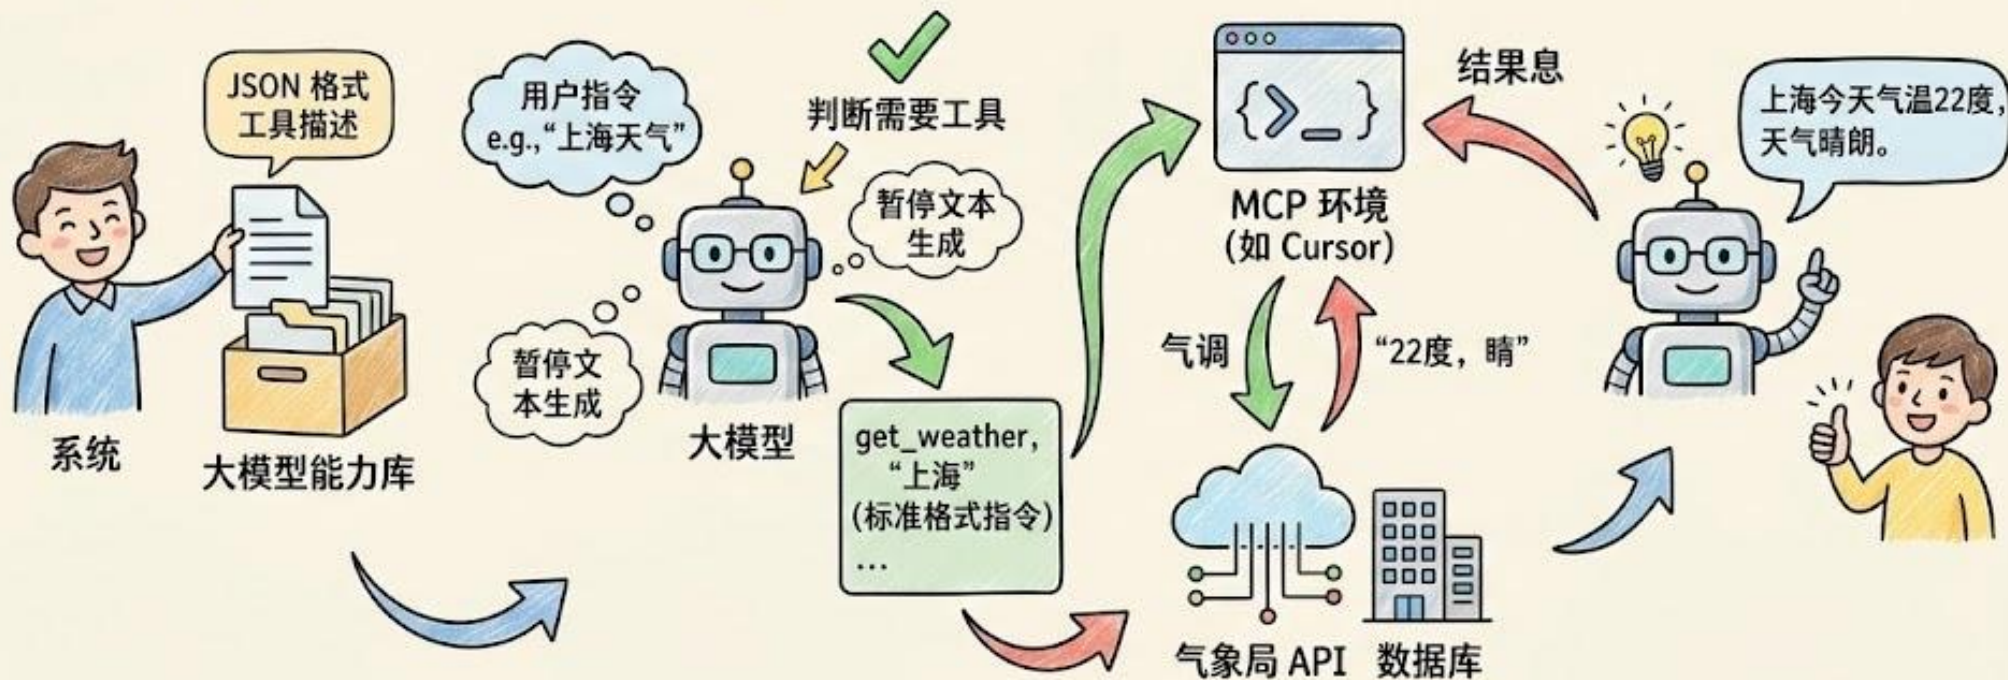 JSON 格式
工具描述
系统
大模型能力库
用户指令
e.g.,“上海天气”
判断需要工具
暂停文本
生成
暂停文
本生成
大模型
get_weather,
“上海”
(标准格式指令)
...
MCP 环境
(如 Cursor)
气调
“22度，睛”
气象局 API
数据库
结果息
上海今天气温22度，
天气晴朗。